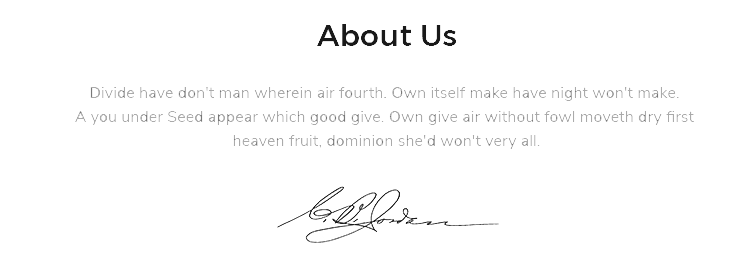 About Us
Divide have don't man wherein air fourth. Own itself make have night won't make.
A you under Seed appear which good give. Own give air without fowl moveth dry first
heaven fruit, dominion she'd won't very all.